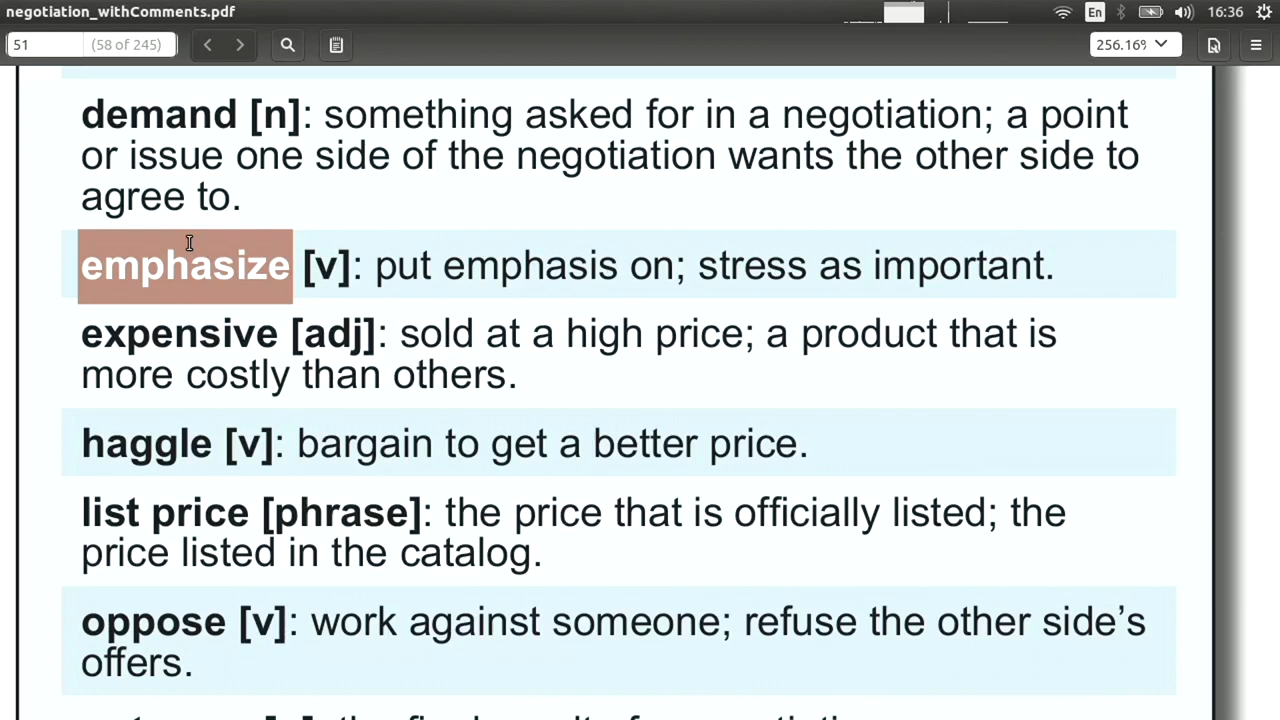 negotiation_withComments.pdf
En
16:36
51
(58 of 245)
256.16%
demand [n]: something asked for in a negotiation; a point
or issue one side of the negotiation wants the other side to
agree to.
emphasize [v]: put emphasis on; stress as important.
expensive [adj]: sold at a high price; a product that is
more costly than others.
haggle [v]: bargain to get a better price.
list price [phrase]: the price that is officially listed; the
price listed in the catalog.
oppose [v]: work against someone; refuse the other side’s
offers.